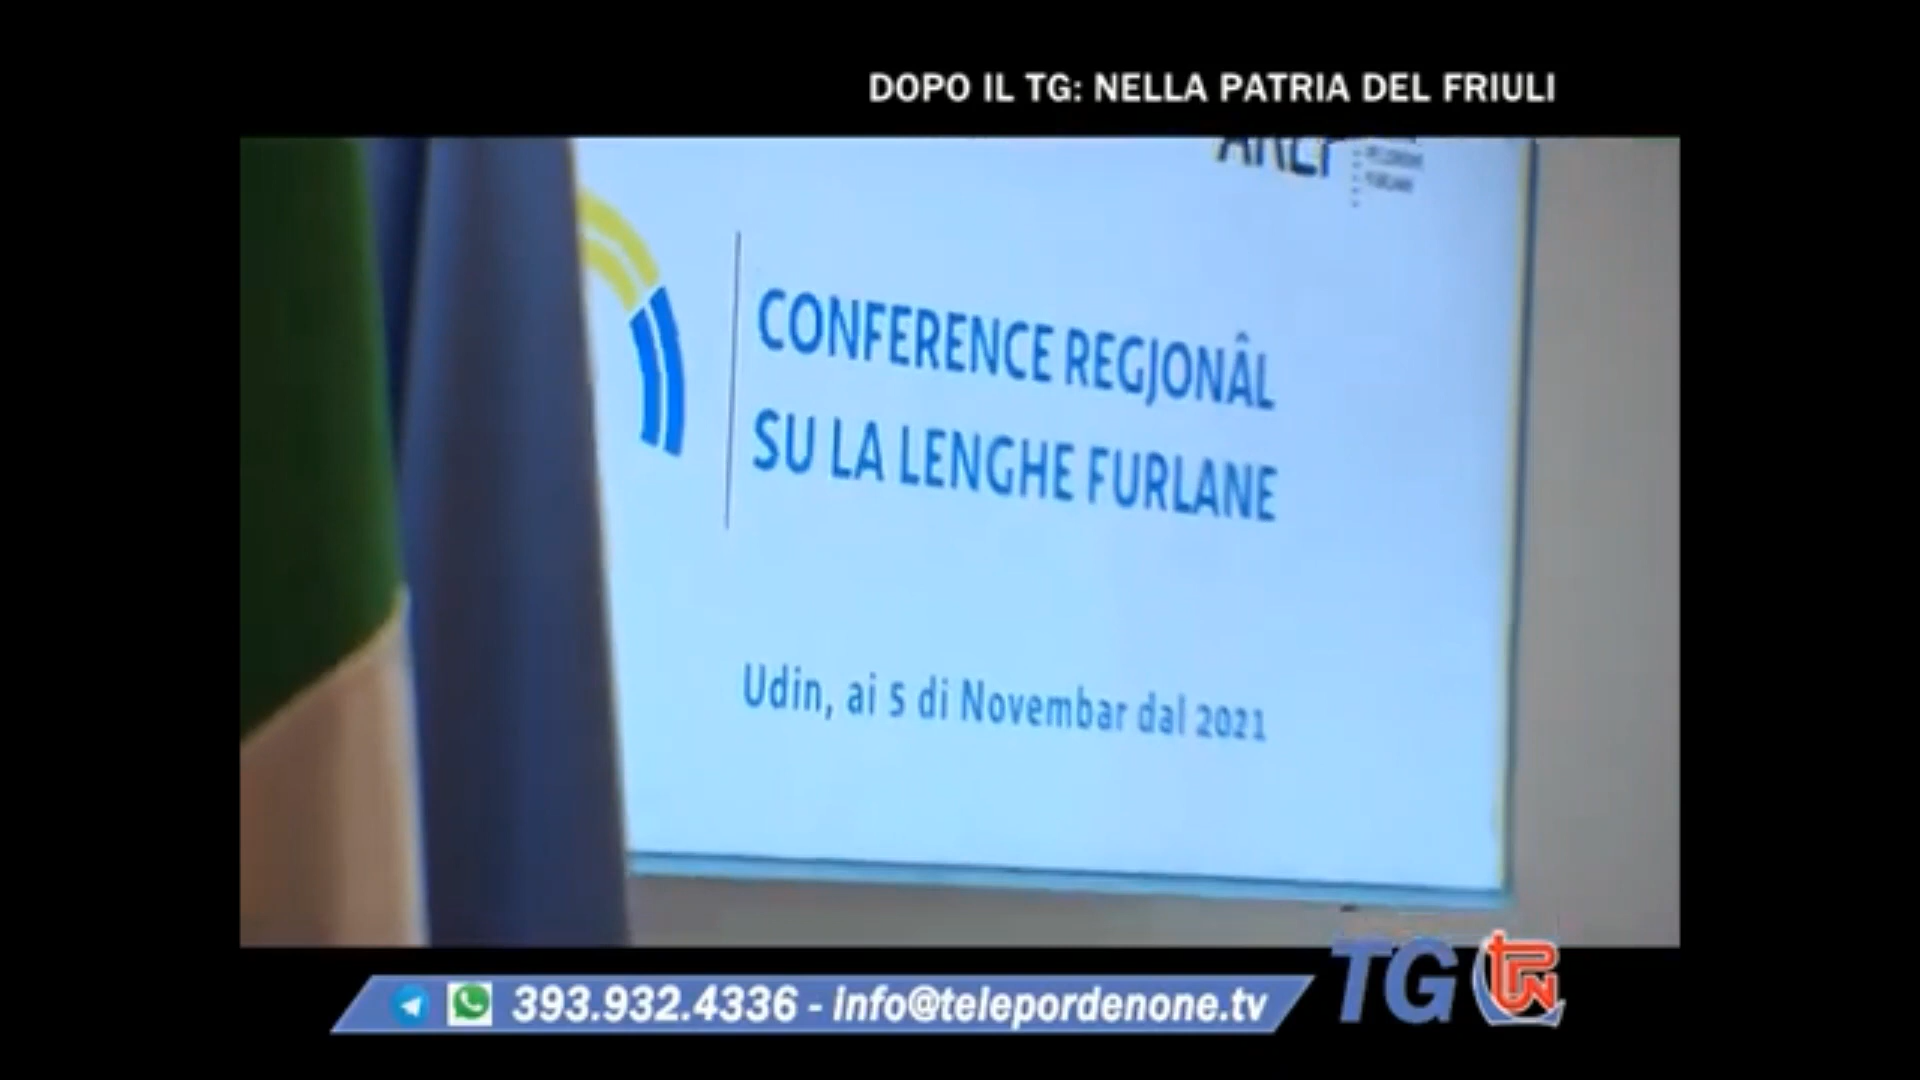 DOPO IL TG: NELLA PATRIA DEL FRIULI
CONFERENCE REGJONÂL
SU LA LENGHE FURLANE
Udin, ai 5 di Novembar dal 2021
393.932.4336 - info@telepordenone.tv
TG TPN